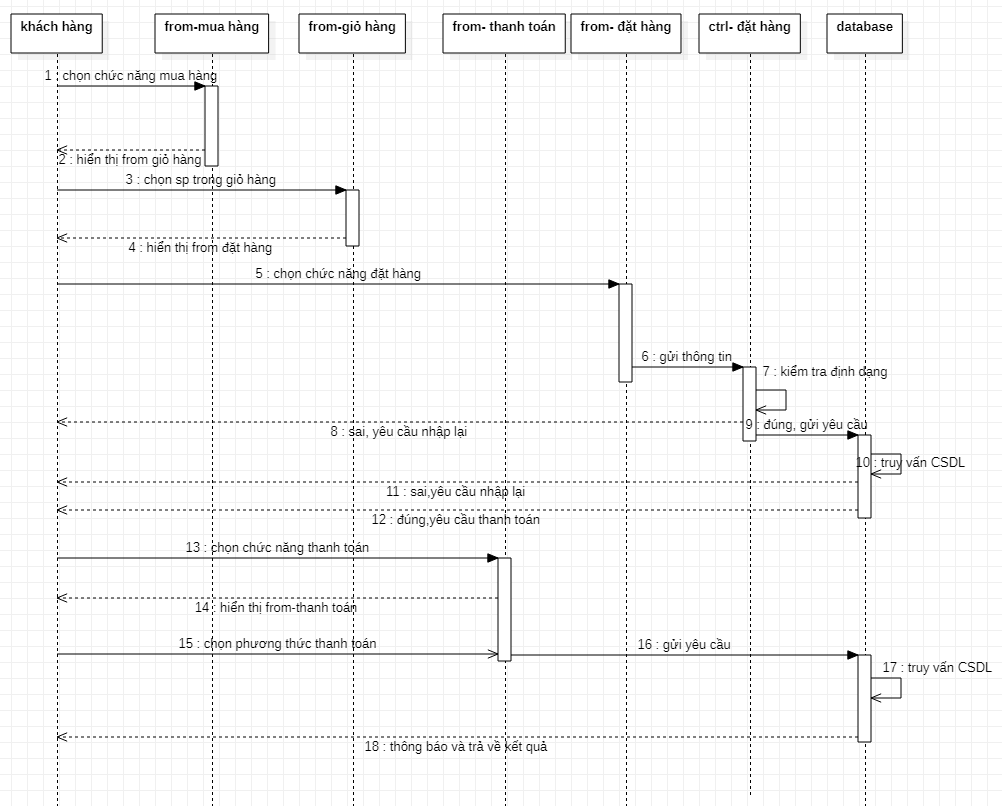 khách hàng
from-mua hàng
from-giỏ hàng
from- thanh toán
from- đặt hàng
ctrl- đặt hàng
database
1 : chọn chức năng mua hàng
2 : hiển thị from giỏ hàng
3 : chọn sp trong giỏ hàng
4 : hiển thị from đặt hàng
5 : chọn chức năng đặt hàng
6 : gửi thông tin
7 : kiểm tra định dạng
8 : sai, yêu cầu nhập lại
9 : đúng, gửi yêu cầu
10 : truy vấn CSDL
11 : sai,yêu cầu nhập lại
12 : đúng,yêu cầu thanh toán
13 : chọn chức năng thanh toán
14 : hiển thị from-thanh toán
15 : chọn phương thức thanh toán
16 : gửi yêu cầu
17 : truy vấn CSDL
18 : thông báo và trả về kết quả